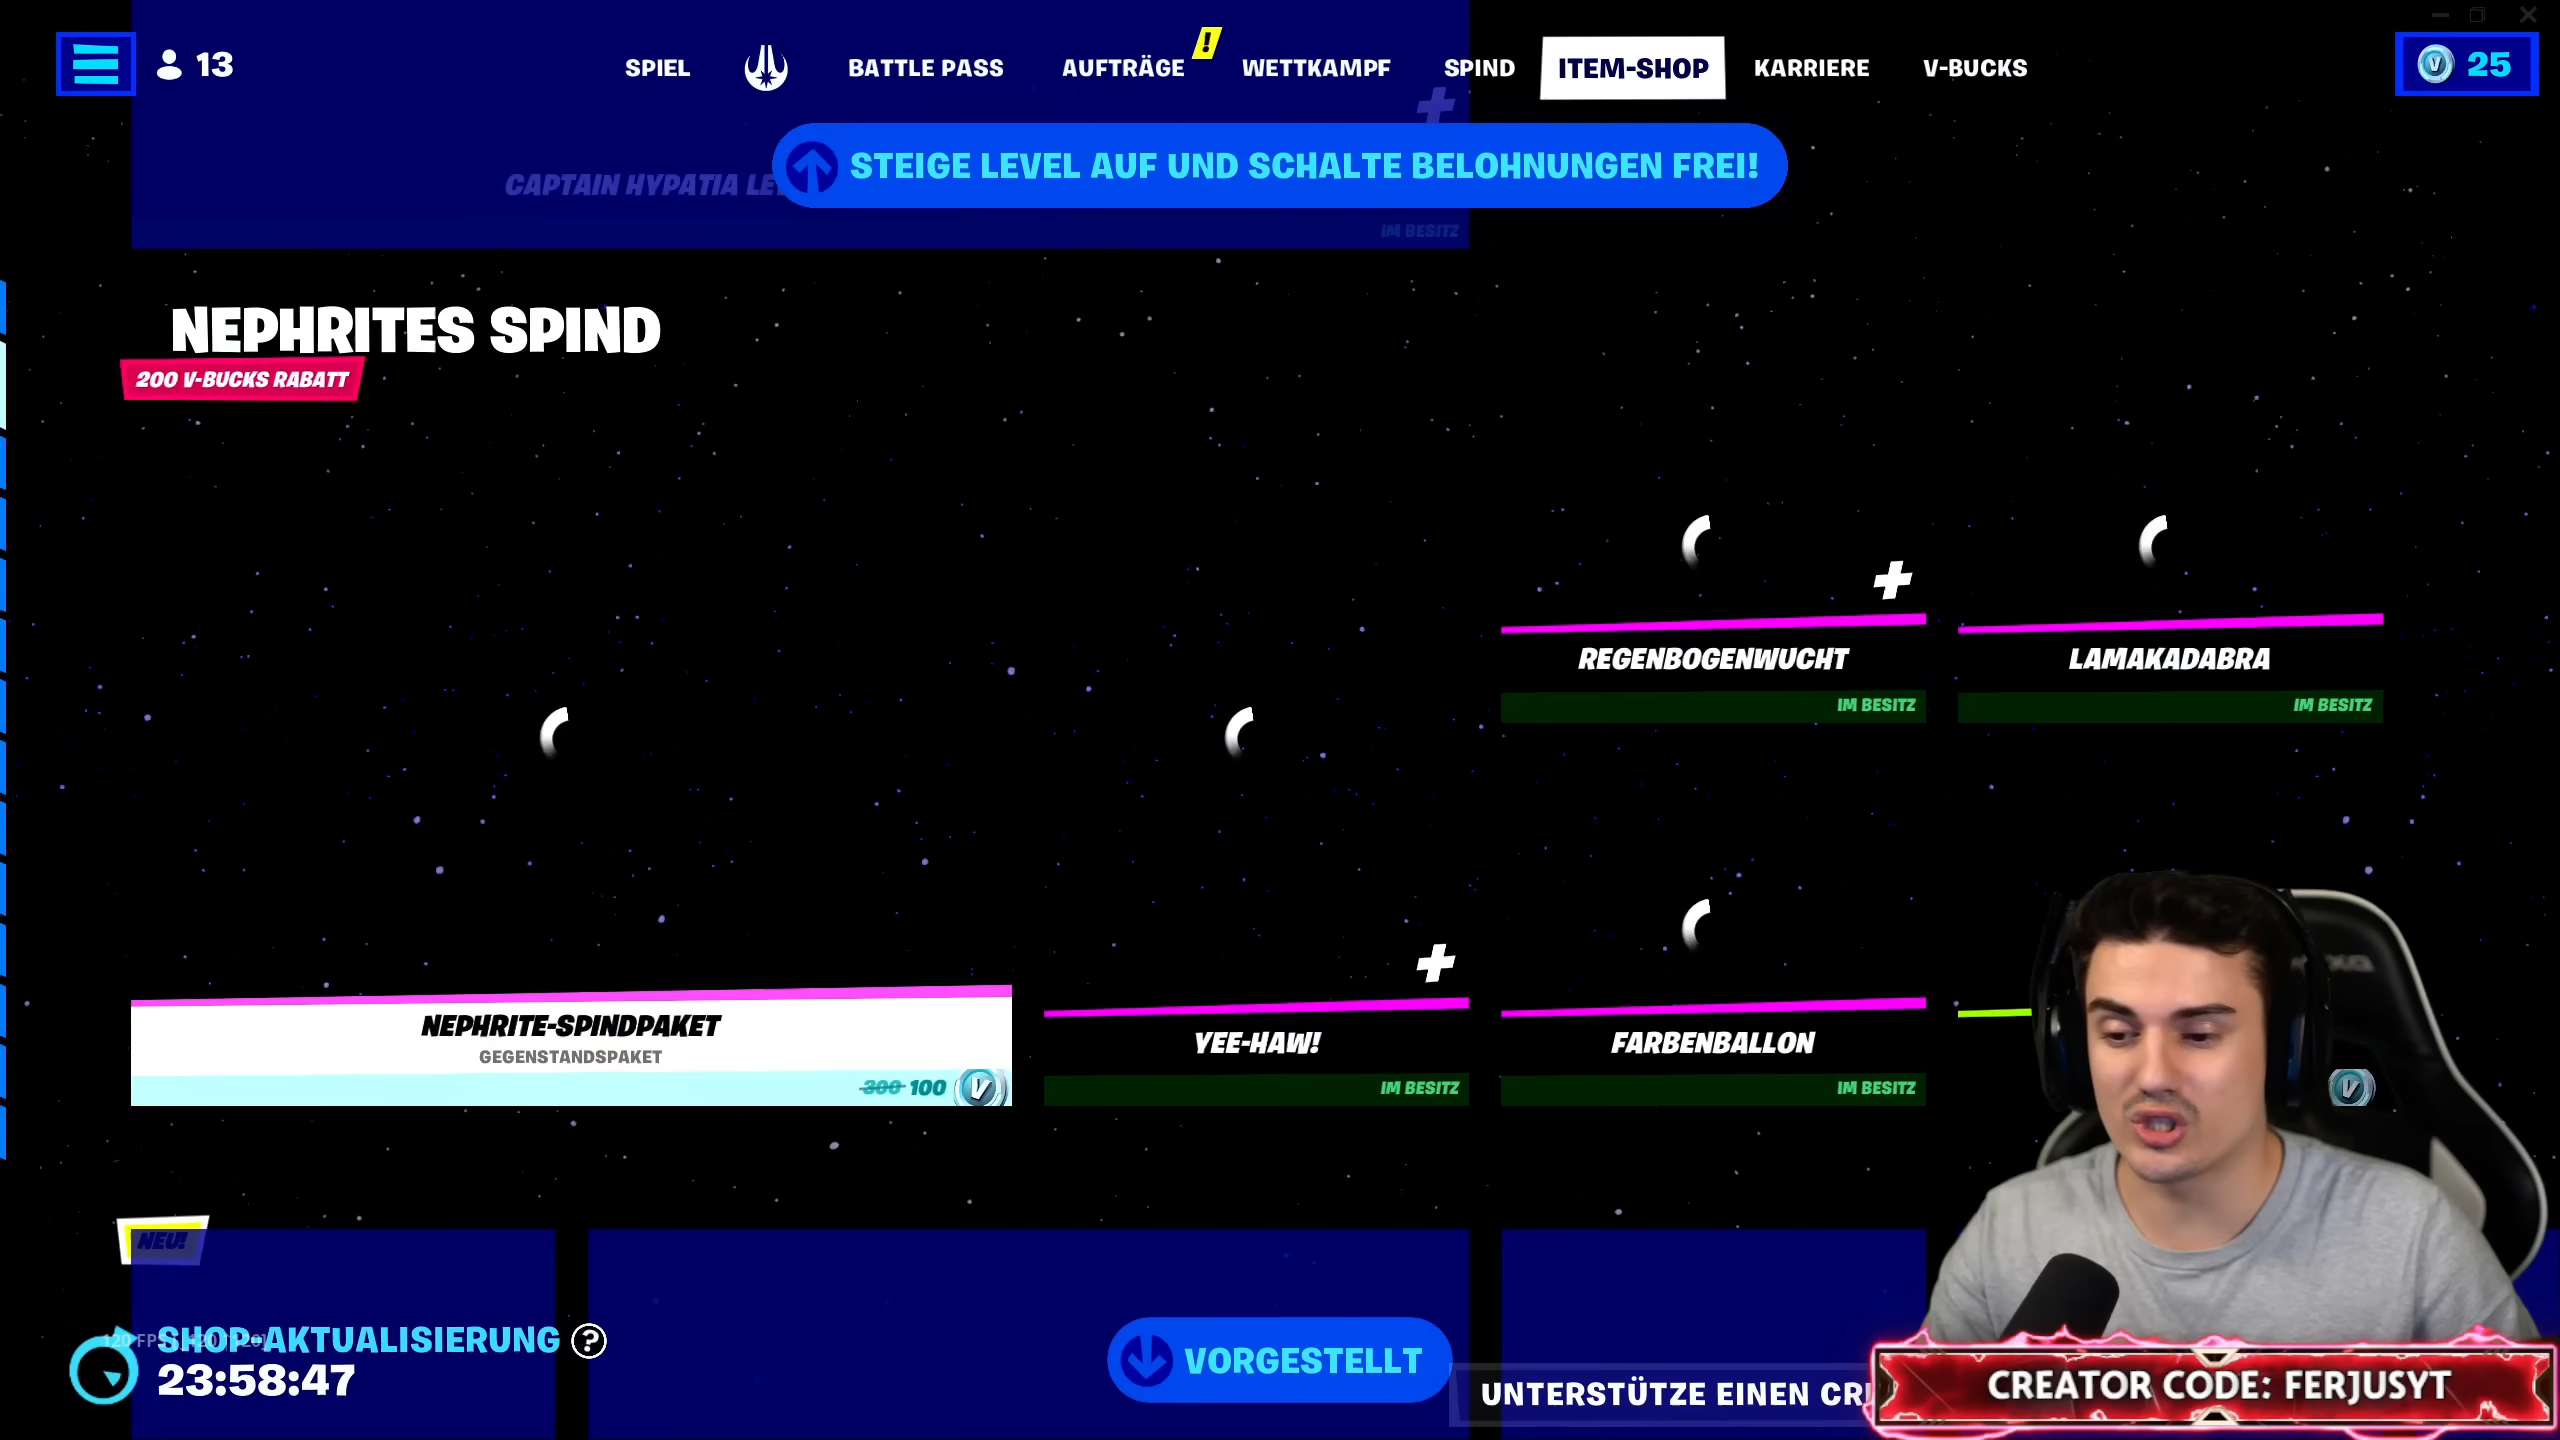 13
SPIEL
BATTLE PASS
AUFTRÄGE
!
WETTKAMPF
SPIND
ITEM-SHOP
KARRIERE
V-BUCKS
25
STEIGE LEVEL AUF UND SCHALTE BELOHNUNGEN FREI!
CAPTAIN HYPATIA
IM BESITZ
NEPHRITES SPIND
200 V-BUCKS RABATT
REGENBOGENWUCHT
IM BESITZ
LAMAKADABRA
IM BESITZ
NEPHRITE-SPINDPAKET
GEGENSTANDSPAKET
300 100
YEE-HAW!
IM BESITZ
FARBENBALLON
IM BESITZ
NEU!
SHOP-AKTUALISIERUNG ?
23:58:47
VORGESTELLT
UNTERSTÜTZE EINEN
CREATOR CODE: FERJUSYT